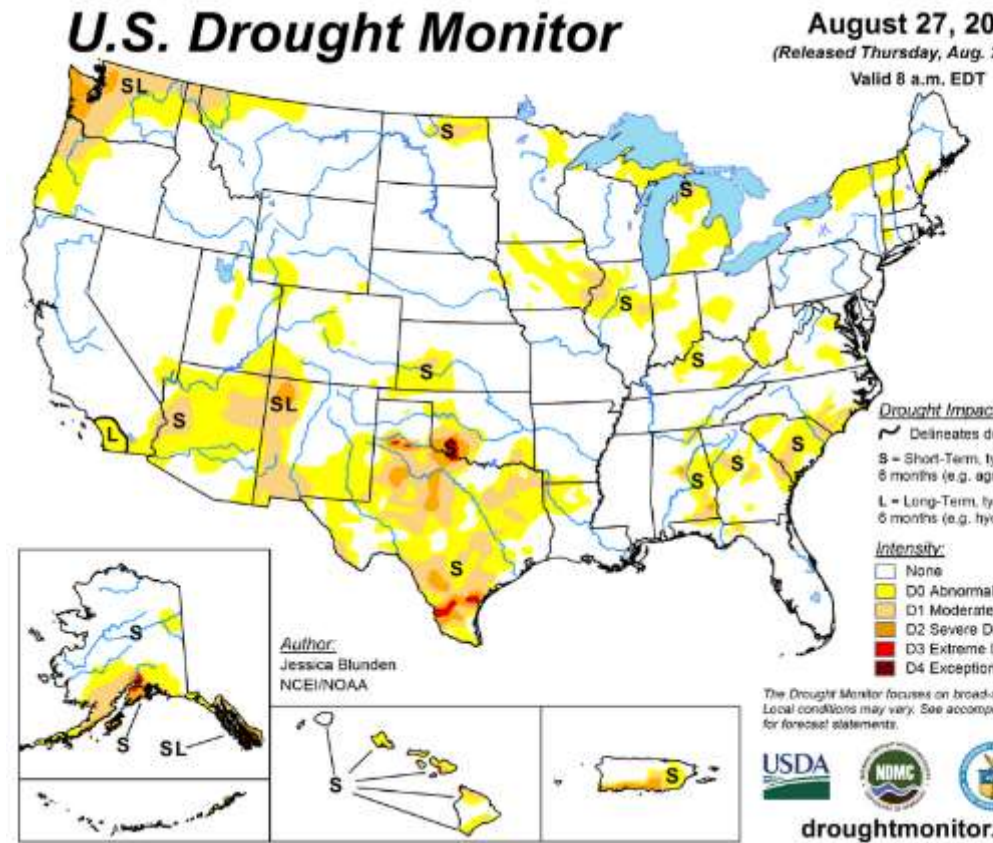 U.S. Drought Monitor
August 27, 20
(Released Thursday, Aug.
Valid 8 a.m. EDT
SL
S
S
S
S
S
L
S
SL
S
S
S
S
S
Drought Impac
Delineates d
S = Short-Term, ty
6 months (e.g. ag
L = Long-Term, ty
6 months (e.g. hy
Intensity:
None
D0 Abnormal
D1 Moderate
D2 Severe D
D3 Extreme
D4 Exception
S
S
SL
Author:
Jessica Blunden
NCEI/NOAA
S
S
The Drought Monitor focuses on broad-
Local conditions may vary. See accomp
for forecast statements.
USDA
NDMC
droughtmonitor.